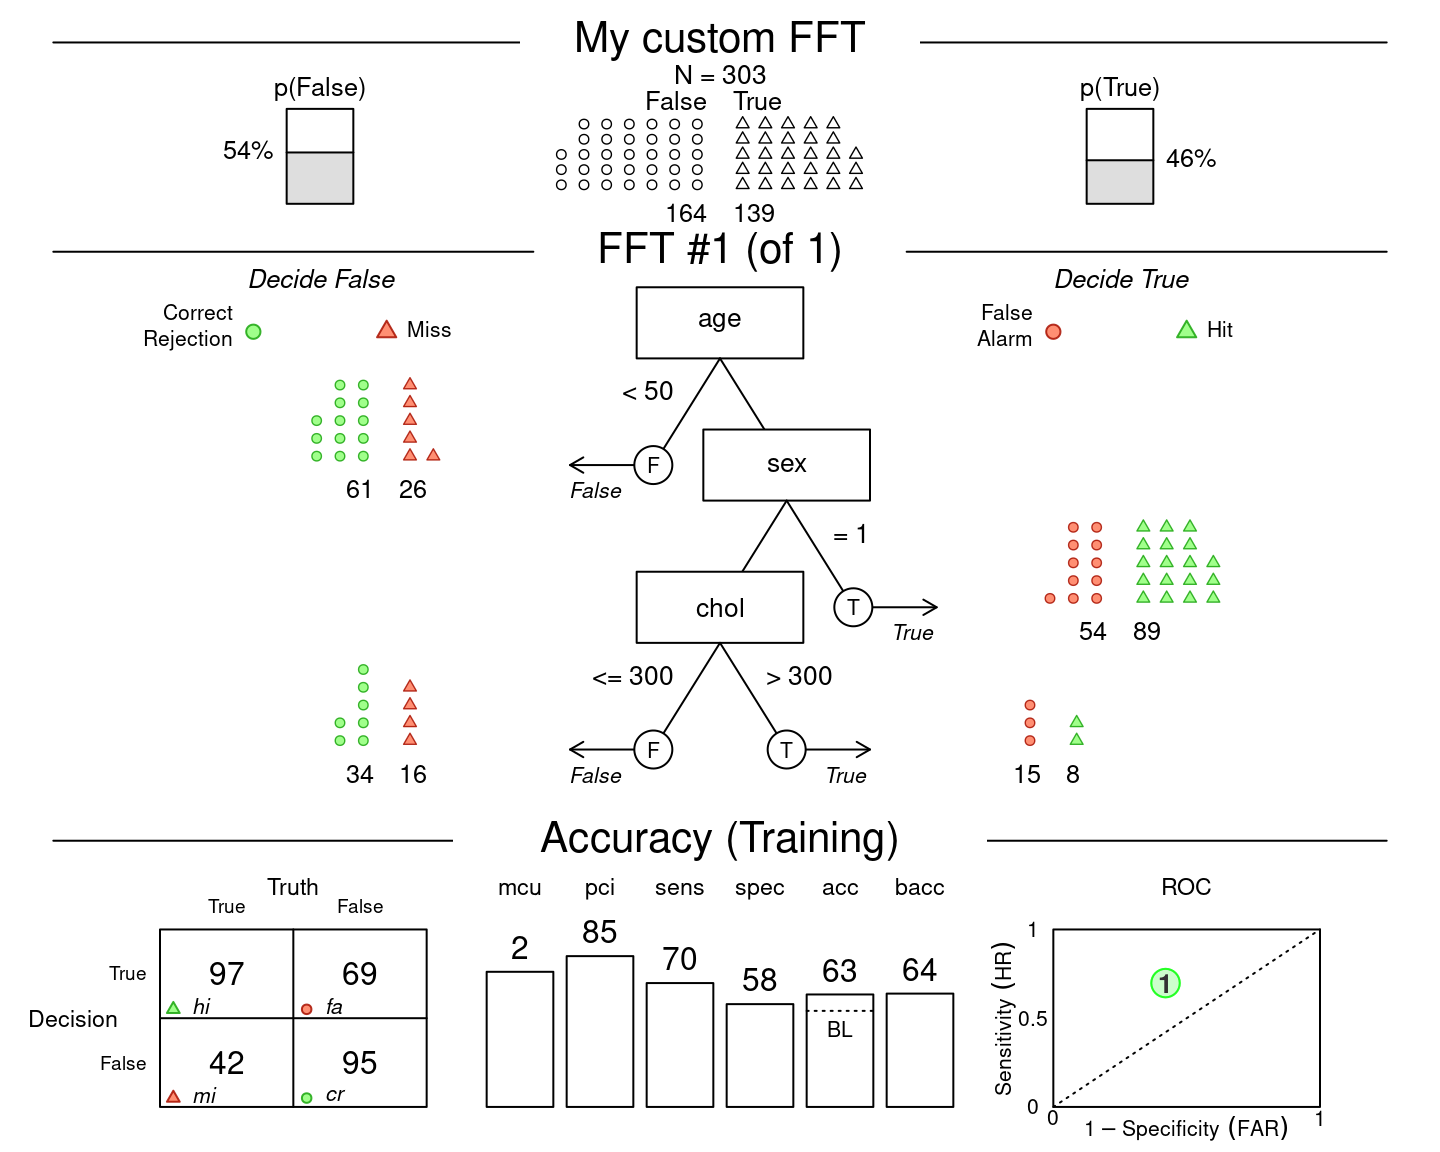 My custom FFT
N = 303
p(False)
False True
p(True)
54%
46%
164 139
FFT #1 (of 1)
Decide False
Decide True
Correct
Rejection
Miss
False
Alarm
Hit
age
< 50
F
False
61 26
sex
= 1
T
True
54 89
chol
<= 300
> 300
F
False
T
True
34 16
15 8
Accuracy (Training)
Truth
True False
Decision
True
97
hi
69
fa
False
42
mi
95
cr
mcu pci sens spec acc bacc
2 85 70 58 63 64
BL
ROC
Sensitivity (HR)
1
0.5
0
1
0 1
1 – Specificity (FAR)